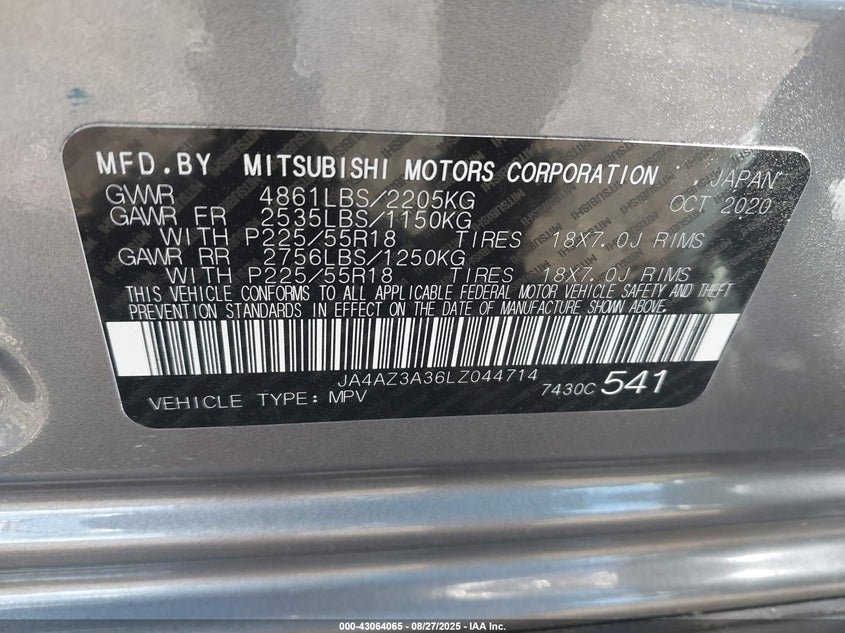 MFD.BY MITSUBISHI MOTORS CORPORATION . JAPAN
GVWR 4861LBS/2205KG OCT 2020
GAWR FR 2535LBS/1150KG
WITH P225/55R18 TIRES 18X7.0J RIMS
GAWR RR 2756LBS/1250KG
WITH P225/55R18 TIRES 18X7.0J RIMS
THIS VEHICLE CONFORMS TO ALL APPLICABLE FEDERAL MOTOR VEHICLE SAFETY AND THEFT
PREVENTION STANDARDS IN EFFECT ON THE DATE OF MANUFACTURE SHOWN ABOVE.
JA4AZ3A36LZ044714
VEHICLE TYPE: MPV 7430C 541
000-43064065 - 08/27/2025 - IAA Inc.